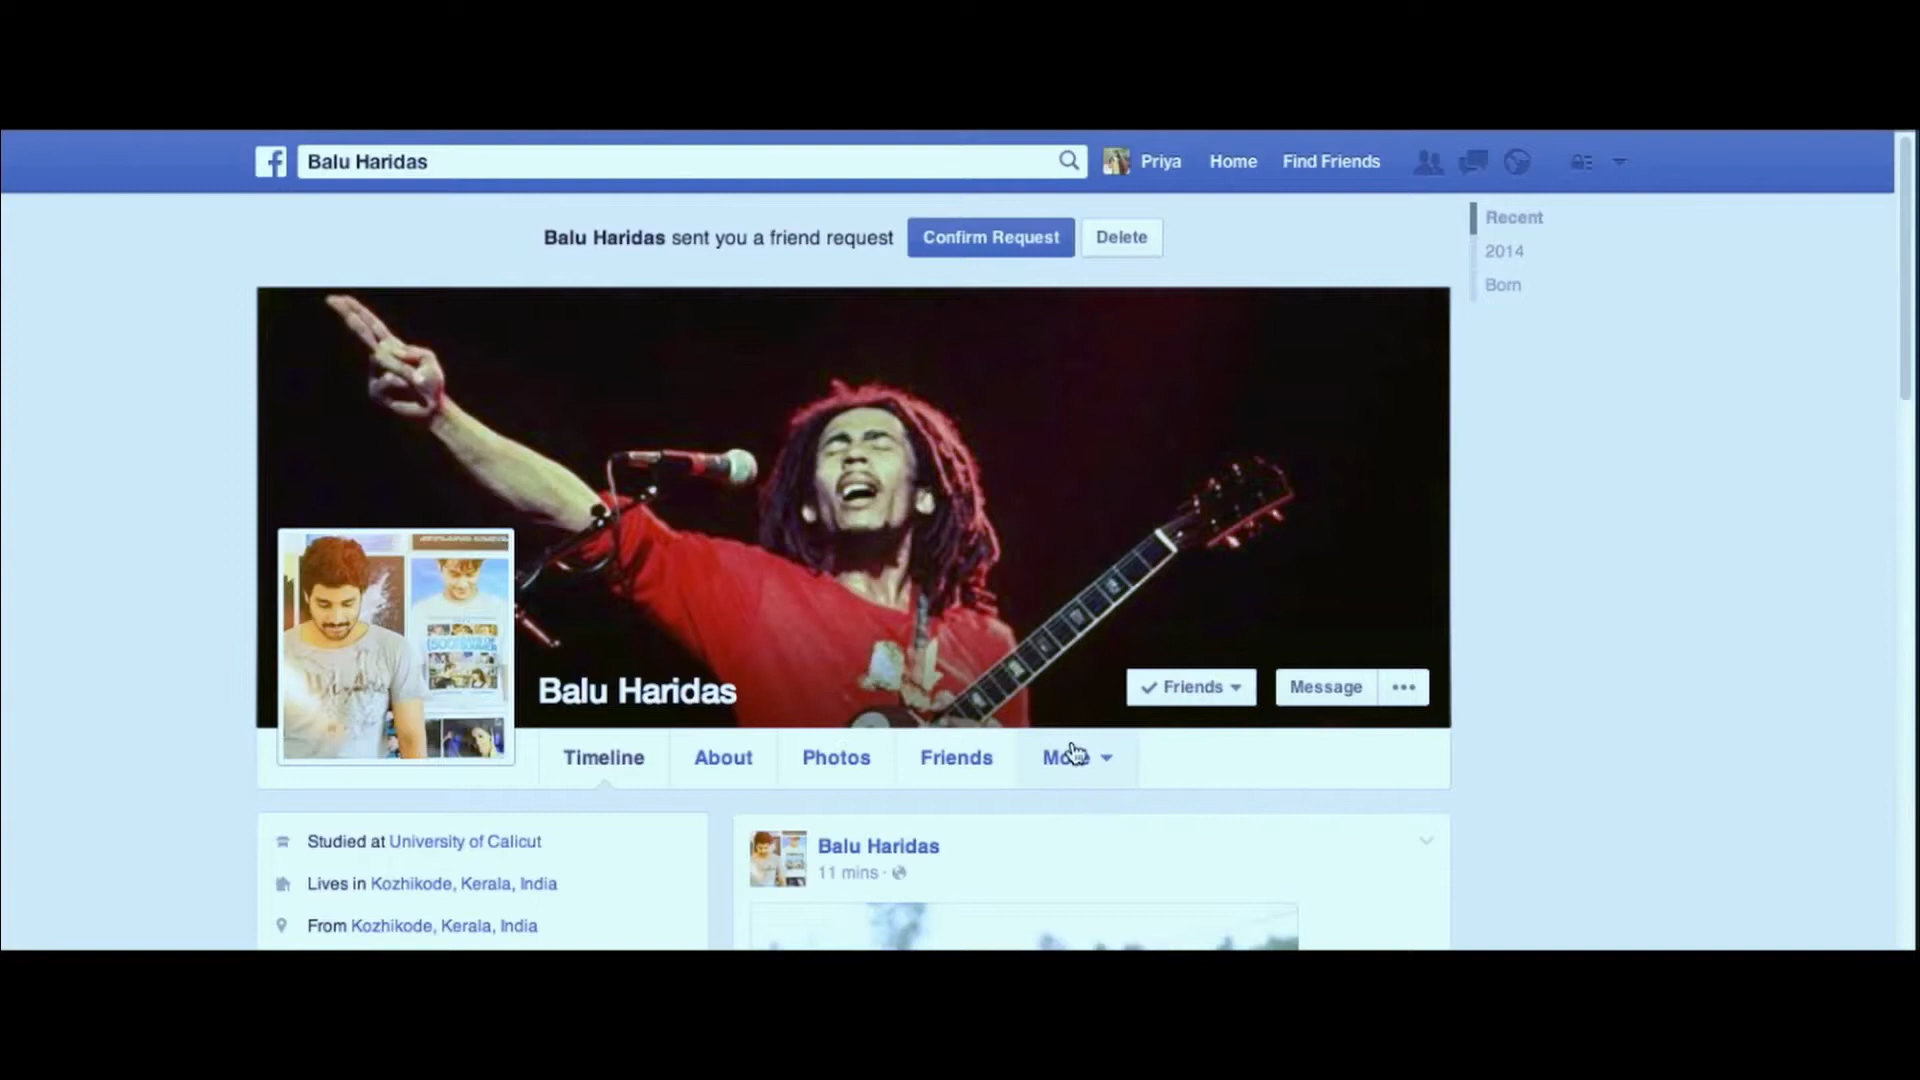 Balu Haridas
Priya
Home
Find Friends
Balu Haridas sent you a friend request
Confirm Request
Delete
Recent
2014
Born
Balu Haridas
Friends
Message
Timeline
About
Photos
Friends
Studied at University of Calicut
Lives in Kozhikode, Kerala, India
From Kozhikode, Kerala, India
Balu Haridas
11 mins ·